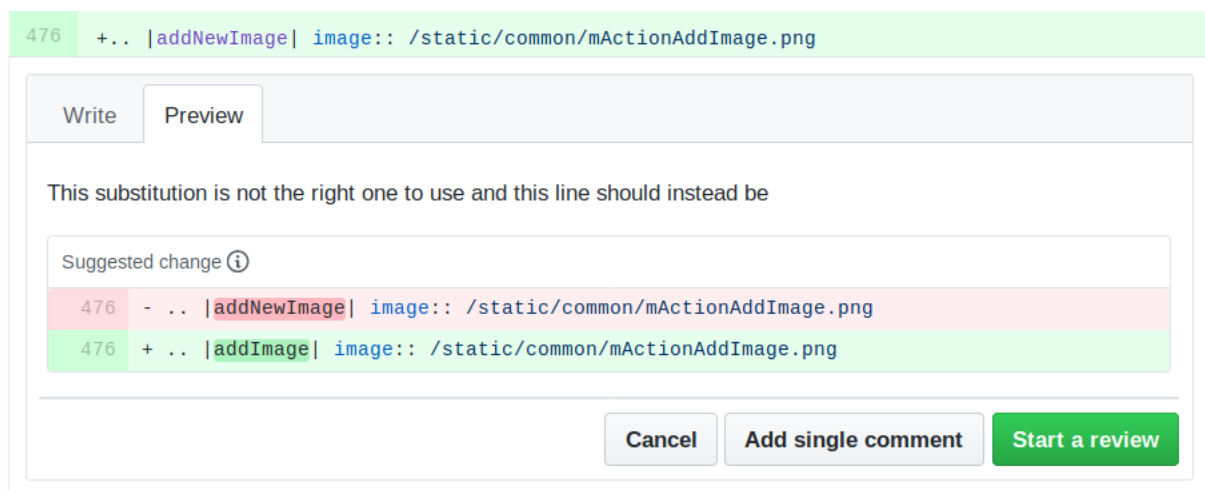 476 +.. |addNewImage| image:: /static/common/mActionAddImage.png
Write Preview
This substitution is not the right one to use and this line should instead be
Suggested change
476 - .. |addNewImage| image:: /static/common/mActionAddImage.png
476 + .. |addImage| image:: /static/common/mActionAddImage.png
Cancel Add single comment Start a review